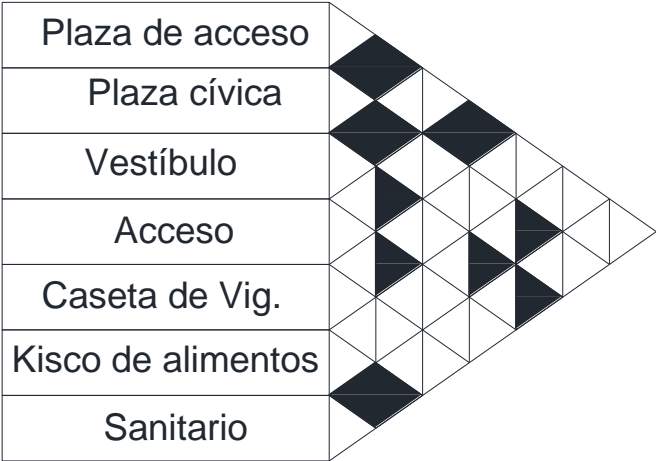 Plaza de acceso
Plaza cívica
Vestíbulo
Acceso
Caseta de Vig.
Kisco de alimentos
Sanitario